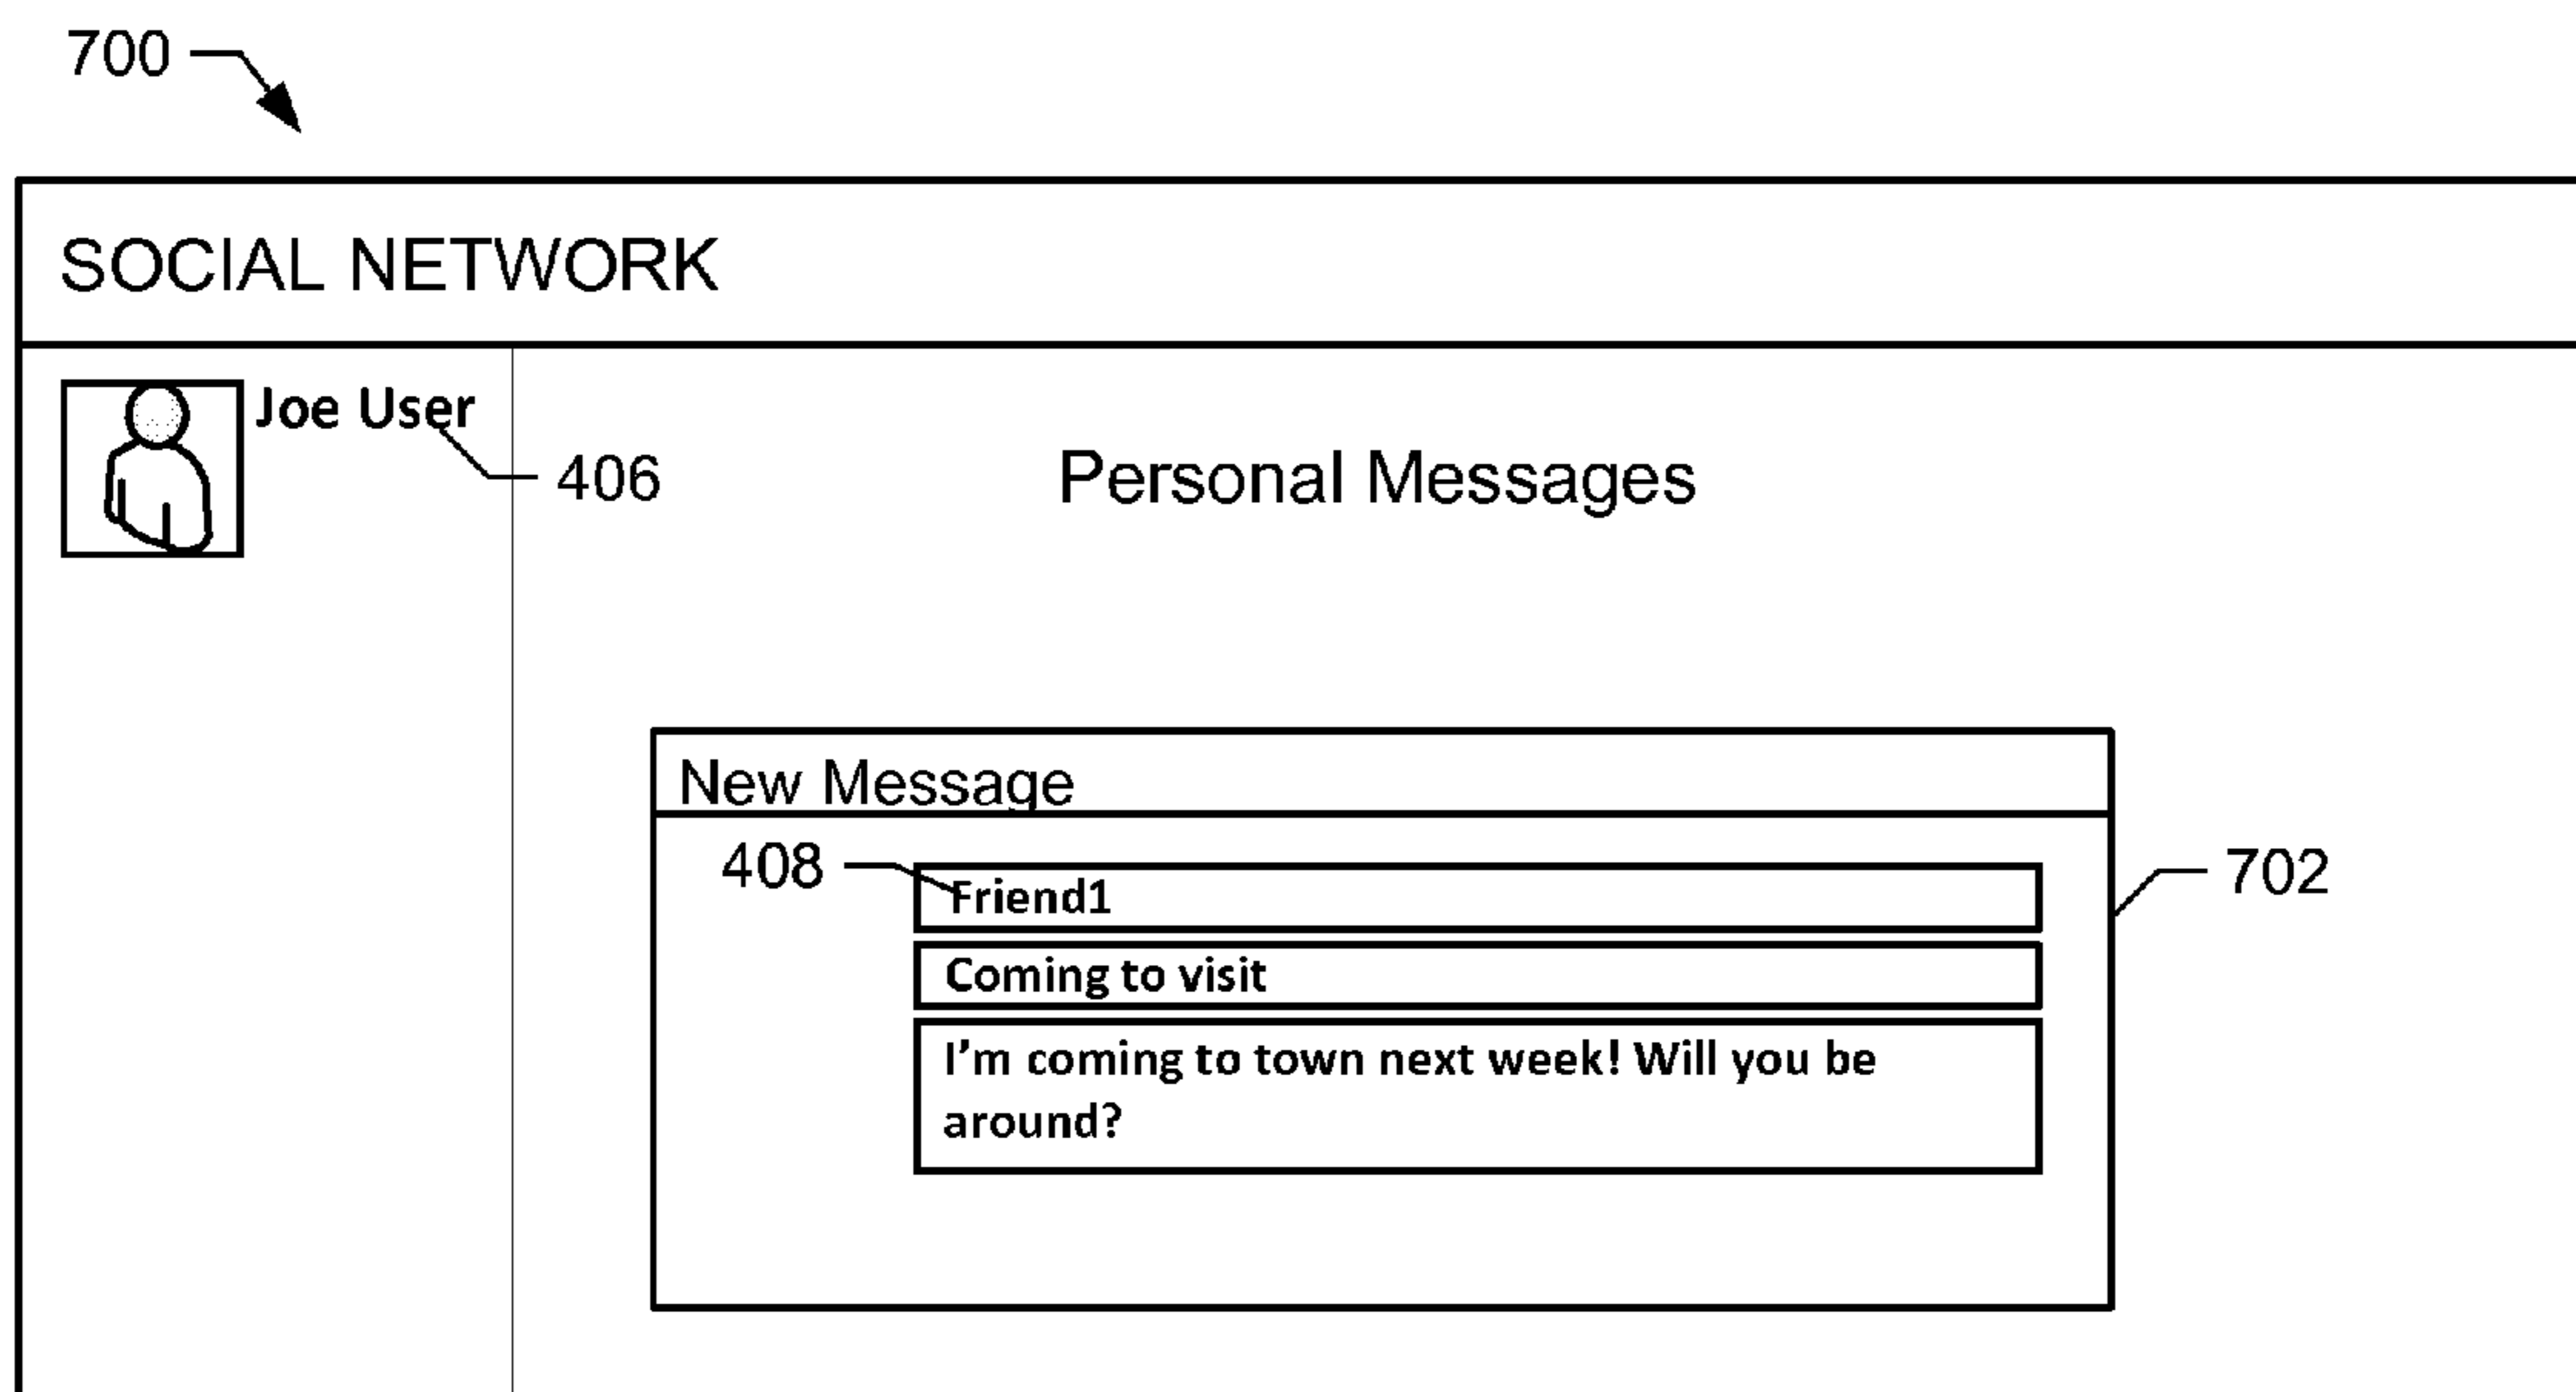 700
SOCIAL NETWORK
Joe User
406
Personal Messages
New Message
408
Friend1
702
Coming to visit
I'm coming to town next week! Will you be
around?